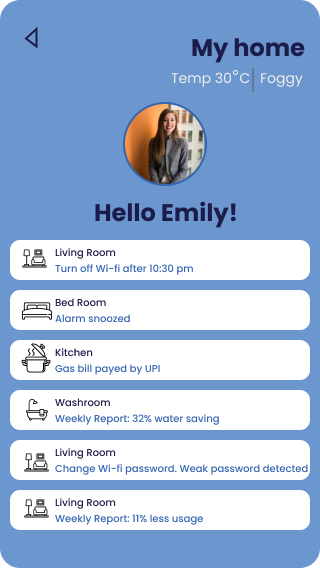 My home
Temp 30°C Foggy
Hello Emily!
Living Room
Turn off Wi-fi after 10:30 pm
Bed Room
Alarm snoozed
Kitchen
Gas bill payed by UPI
Washroom
Weekly Report: 32% water saving
Living Room
Change Wi-fi password. Weak password detected
Living Room
Weekly Report: 11% less usage